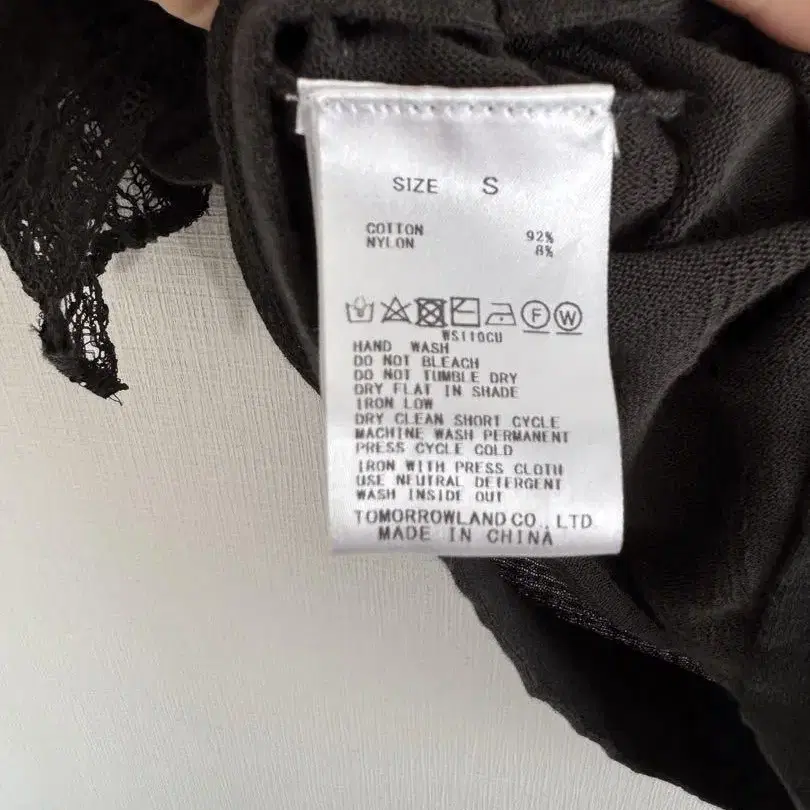 SIZE S
COTTON 92%
NYLON 8%
F W
WS110CU
HAND WASH
DO NOT BLEACH
DO NOT TUMBLE DRY
DRY FLAT IN SHADE
IRON LOW
DRY CLEAN SHORT CYCLE
MACHINE WASH PERMANENT
PRESS CYCLE COLD
IRON WITH PRESS CLOTH
USE NEUTRAL DETERGENT
WASH INSIDE OUT
TOMORROWLAND CO., LTD
MADE IN CHINA